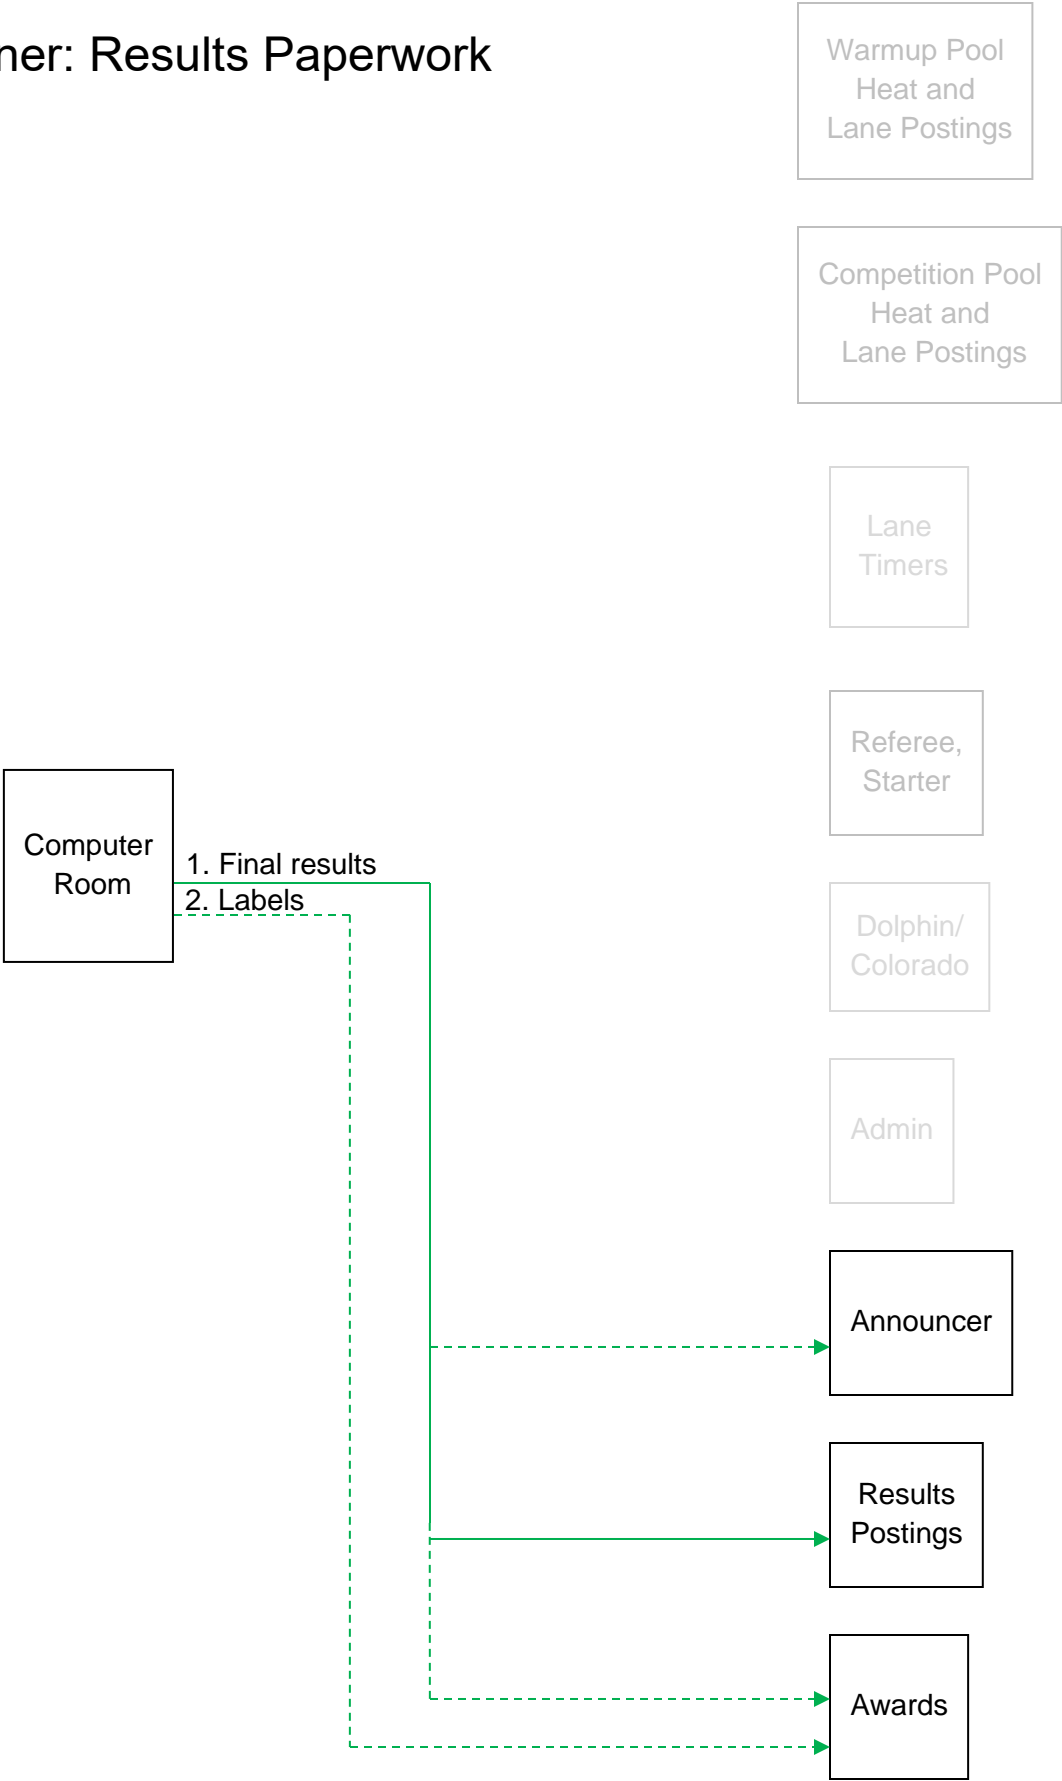 ner: Results Paperwork
Warmup Pool
Heat and
Lane Postings
Competition Pool
Heat and
Lane Postings
Lane
Timers
Referee,
Starter
Computer
Room
1. Final results
2. Labels
Dolphin/
Colorado
Admin
Announcer
Results
Postings
Awards